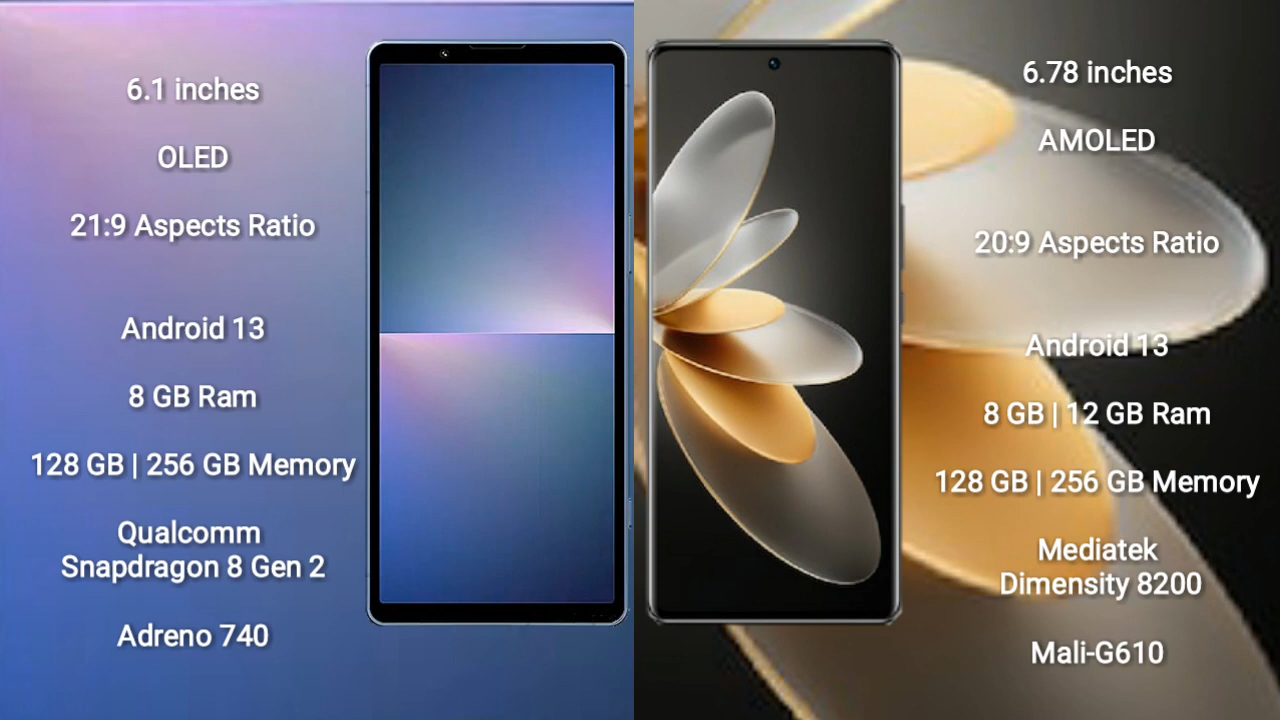 6.1 inches
OLED
21:9 Aspects Ratio
Android 13
8 GB Ram
128 GB | 256 GB Memory
Qualcomm
Snapdragon 8 Gen 2
Adreno 740
6.78 inches
AMOLED
20:9 Aspects Ratio
Android 13
8 GB | 12 GB Ram
128 GB | 256 GB Memory
Mediatek
Dimensity 8200
Mali-G610